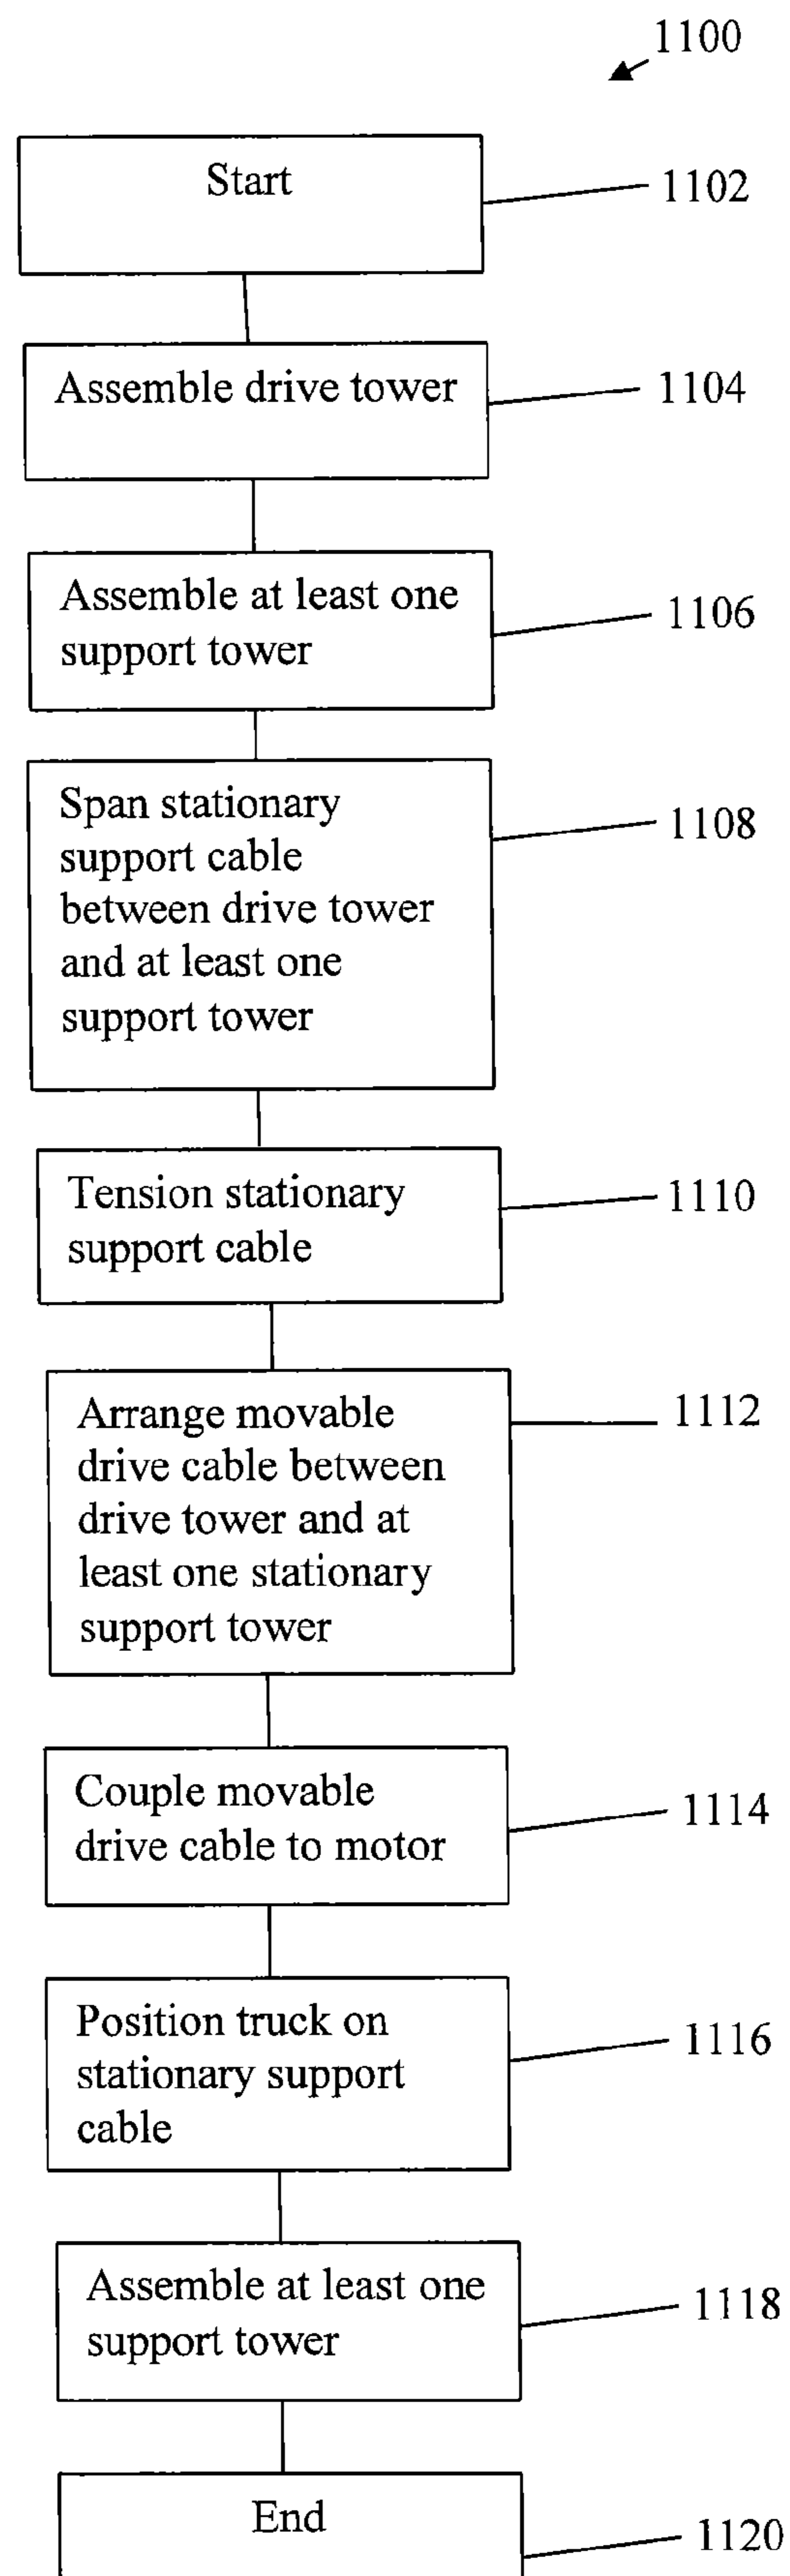 1100
Start
1102
Assemble drive tower
1104
Assemble at least one
support tower
1106
Span stationary
support cable
between drive tower
and at least one
support tower
1108
Tension stationary
support cable
1110
Arrange movable
drive cable between
drive tower and at
least one stationary
support tower
1112
Couple movable
drive cable to motor
1114
Position truck on
stationary support
cable
1116
Assemble at least one
support tower
1118
End
1120